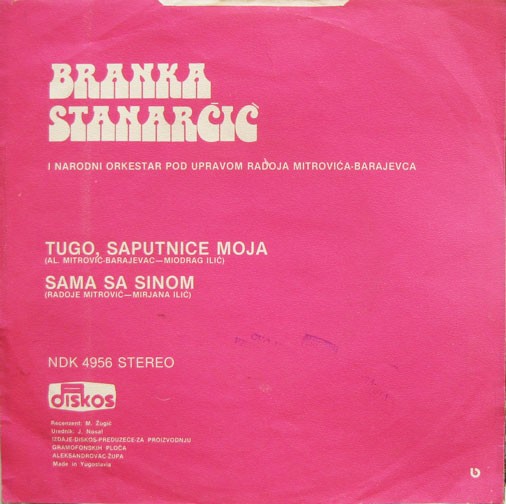 BRANKA
STANARČIĆ
I NARODNI ORKESTAR POD UPRAVOM RADOJA MITROVIĆA-BARAJEVCA
TUGO, SAPUTNICE MOJA
(AL. MITROVIĆ-BARAJEVAC—MIODRAG ILIĆ)
SAMA SA SINOM
(RADOJE MITROVIĆ—MIRJANA ILIĆ)
NDK 4956 STEREO
DISKOS
Recenzent: M. Žugić
Urednik: J. Nosal
IZDAJE-DISKOS-PREDUZEĆE-ZA PROIZVODNJU
GRAMOFONSKIH PLOČA
ALEKSANDROVAC ŽUPA
Made in Yugoslavia